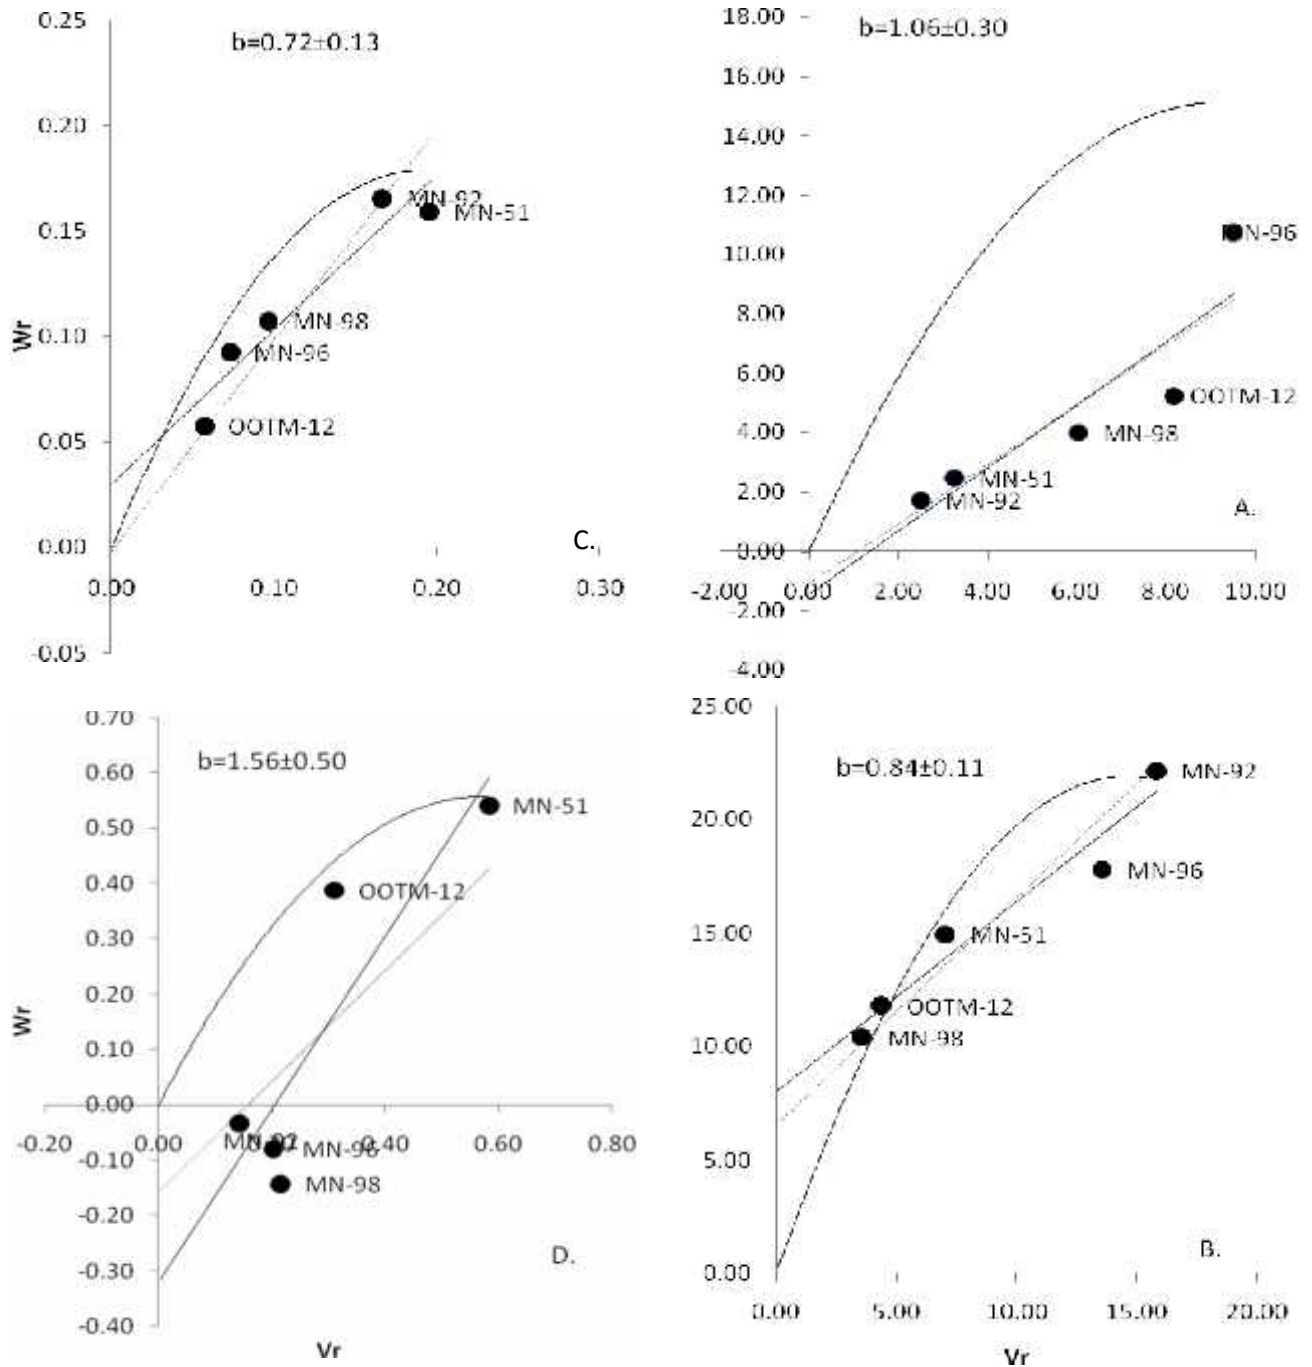 0.25
b=0.72±0.13
0.20
MN-92
MN-51
0.15
MN-98
0.10
MN-96
Wr
0.05
OOTM-12
0.00
C.
0.00
0.10
0.20
0.30
-0.05
18.00
b=1.06±0.30
16.00
14.00
12.00
10.00
MN-96
8.00
6.00
OOTM-12
4.00
MN-98
MN-51
2.00
MN-92
A.
0.00
-2.00
0.00
2.00
4.00
6.00
8.00
10.00
-2.00
-4.00
0.70
b=1.56±0.50
0.60
MN-51
0.50
0.40
OOTM-12
0.30
0.20
Wr
0.10
0.00
-0.20
0.00
0.20
0.40
0.60
0.80
MN-92
-0.10
MN-96
MN-98
-0.20
D.
-0.30
-0.40
Vr
25.00
b=0.84±0.11
MN-92
20.00
MN-96
15.00
MN-51
OOTM-12
10.00
MN-98
5.00
B.
0.00
0.00
5.00
10.00
15.00
20.00
Vr